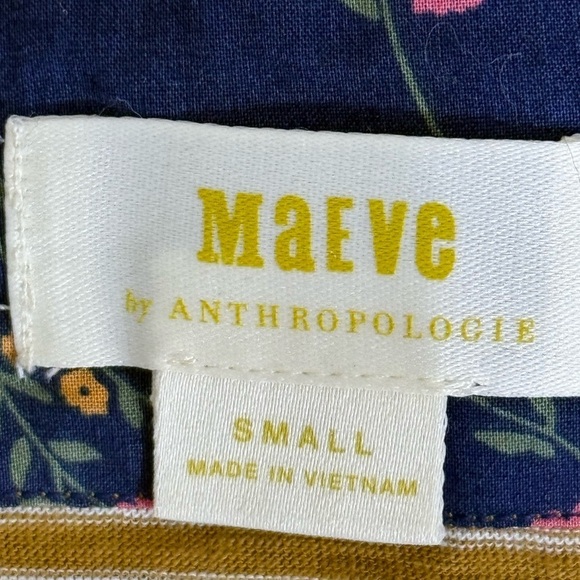 MaEve
by ANTHROPOLOGIE
SMALL
MADE IN VIETNAM